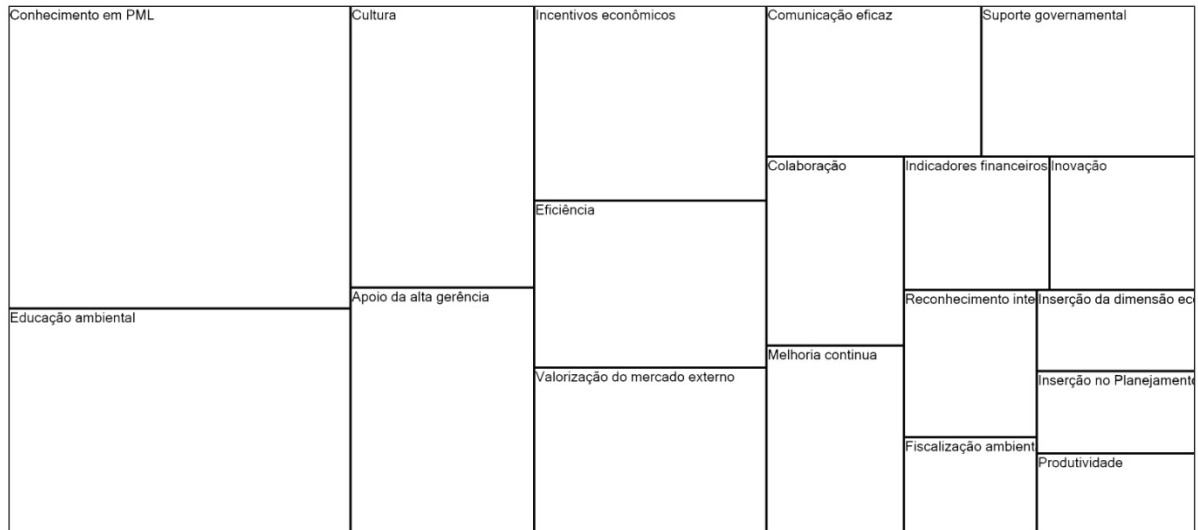 Conhecimento em PML
Cultura
Incentivos econômicos
Comunicação eficaz
Suporte governamental
Colaboração
Indicadores financeiros
Inovação
Eficiência
Apoio da alta gerência
Reconhecimento inte
Inserção da dimensão ec
Educação ambiental
Melhoria continua
Valorização do mercado externo
Inserção no Planejament
Fiscalização ambient
Produtividade